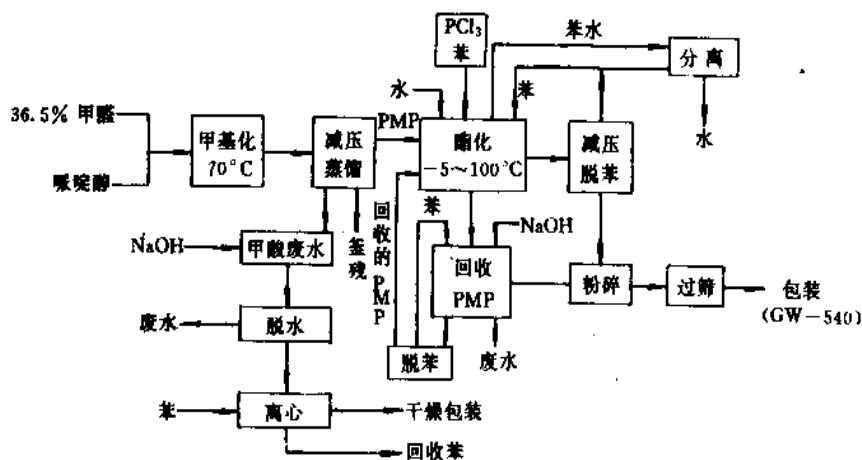 PCl₃
苯
苯水
分离
水
苯
水
36.5% 甲醛
哌啶醇
甲基化
70°C
减压
蒸馏
PMP
酯化
-5~100°C
减压
脱苯
NaOH
甲酸废水
釜残
回收的PMP
苯
NaOH
回收
PMP
粉碎
过筛
包装
(GW-540)
废水
脱水
脱苯
废水
苯
离心
干燥包装
回收苯